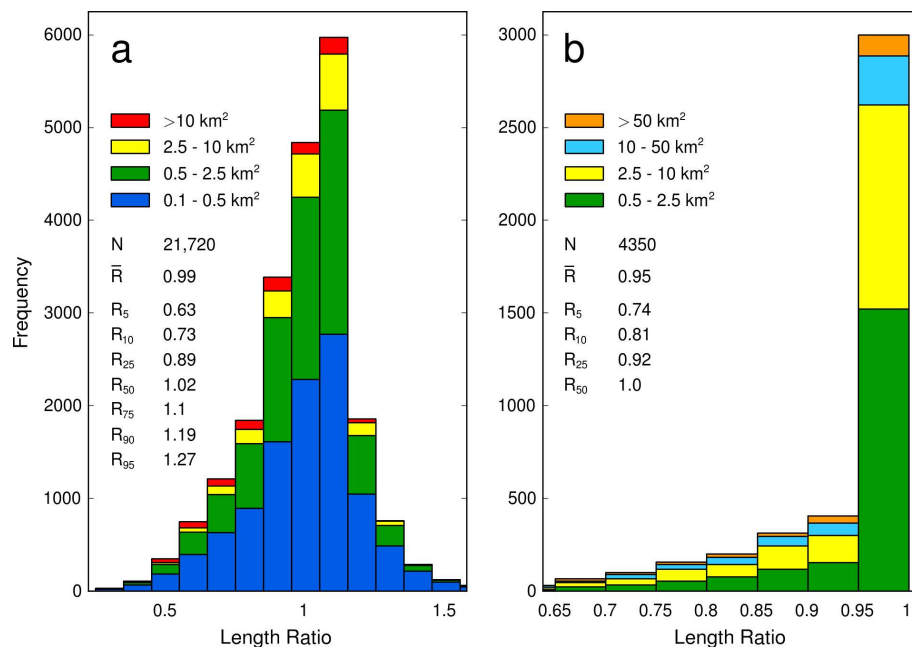 a
>10 km²
2.5 - 10 km²
0.5 - 2.5 km²
0.1 - 0.5 km²
N 21,720
R̅ 0.99
R₅ 0.63
R₁₀ 0.73
R₂₅ 0.89
R₅₀ 1.02
R₇₅ 1.1
R₉₀ 1.19
R₉₅ 1.27
6000
5000
4000
3000
2000
1000
0
Frequency
0.5 1 1.5
Length Ratio
b
>50 km²
10 - 50 km²
2.5 - 10 km²
0.5 - 2.5 km²
N 4350
R̅ 0.95
R₅ 0.74
R₁₀ 0.81
R₂₅ 0.92
R₅₀ 1.0
3000
2500
2000
1500
1000
500
0
0.65 0.7 0.75 0.8 0.85 0.9 0.95 1
Length Ratio